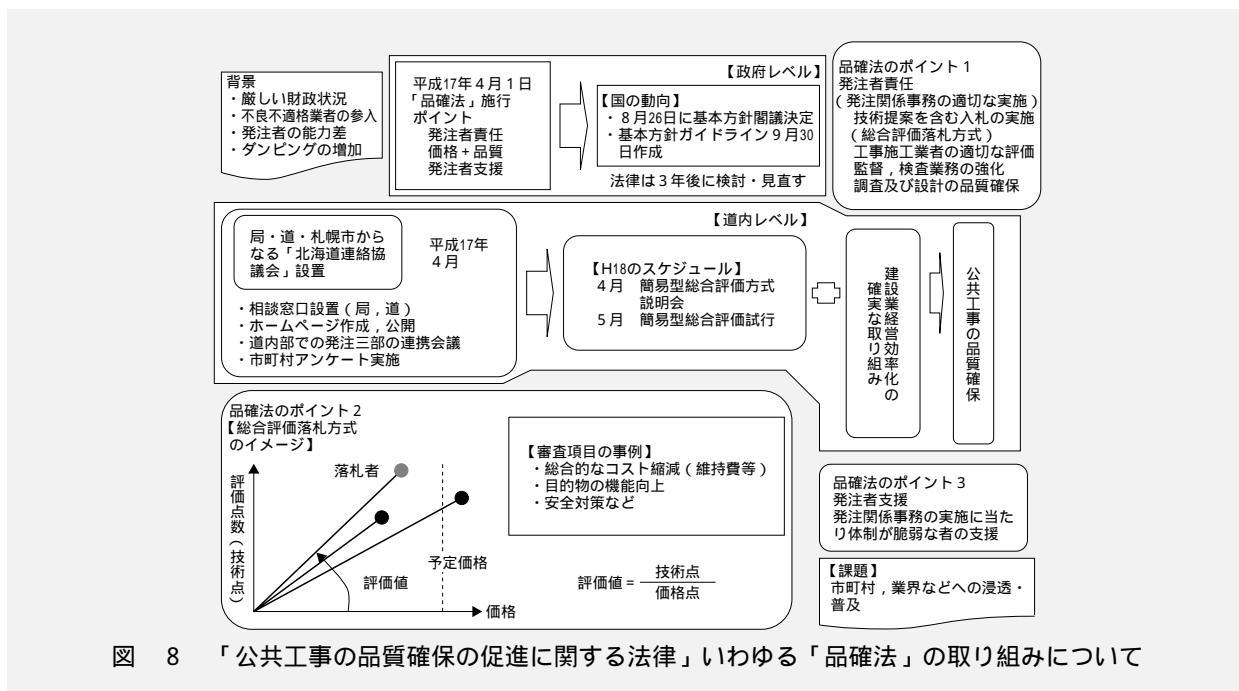 背景
・厳しい財政状況
・不良不適格業者の参入
・発注者の能力差
・ダンピングの増加
【政府レベル】
平成17年4月1日
「品確法」施行
ポイント
発注者責任
価格+品質
発注者支援
【国の動向】
・8月26日に基本方針閣議決定
・基本方針ガイドライン9月30
日作成
法律は3年後に検討・見直す
品確法のポイント1
発注者責任
(発注関係事務の適切な実施)
技術提案を含む入札の実施
(総合評価落札方式)
工事施工業者の適切な評価
監督,検査業務の強化
調査及び設計の品質確保
【道内レベル】
局・道・札幌市から
なる「北海道連絡協
議会」設置
平成17年
4月
・相談窓口設置(局,道)
・ホームページ作成,公開
・道内部での発注三部の連携会議
・市町村アンケート実施
【H18のスケジュール】
4月 簡易型総合評価方式
説明会
5月 簡易型総合評価試行
建設業経営効率化の
確実な取り組み
公共工事の品質確保
品確法のポイント2
【総合評価落札方式
のイメージ】
落札者
評価点数(技術点)
予定価格
評価値
価格
【審査項目の事例】
・総合的なコスト縮減(維持費等)
・目的物の機能向上
・安全対策など
評価値=技術点
価格点
品確法のポイント3
発注者支援
発注関係事務の実施に当た
り体制が脆弱な者の支援
【課題】
市町村,業界などへの浸透・
普及
図 8 「公共工事の品質確保の促進に関する法律」いわゆる「品確法」の取り組みについて